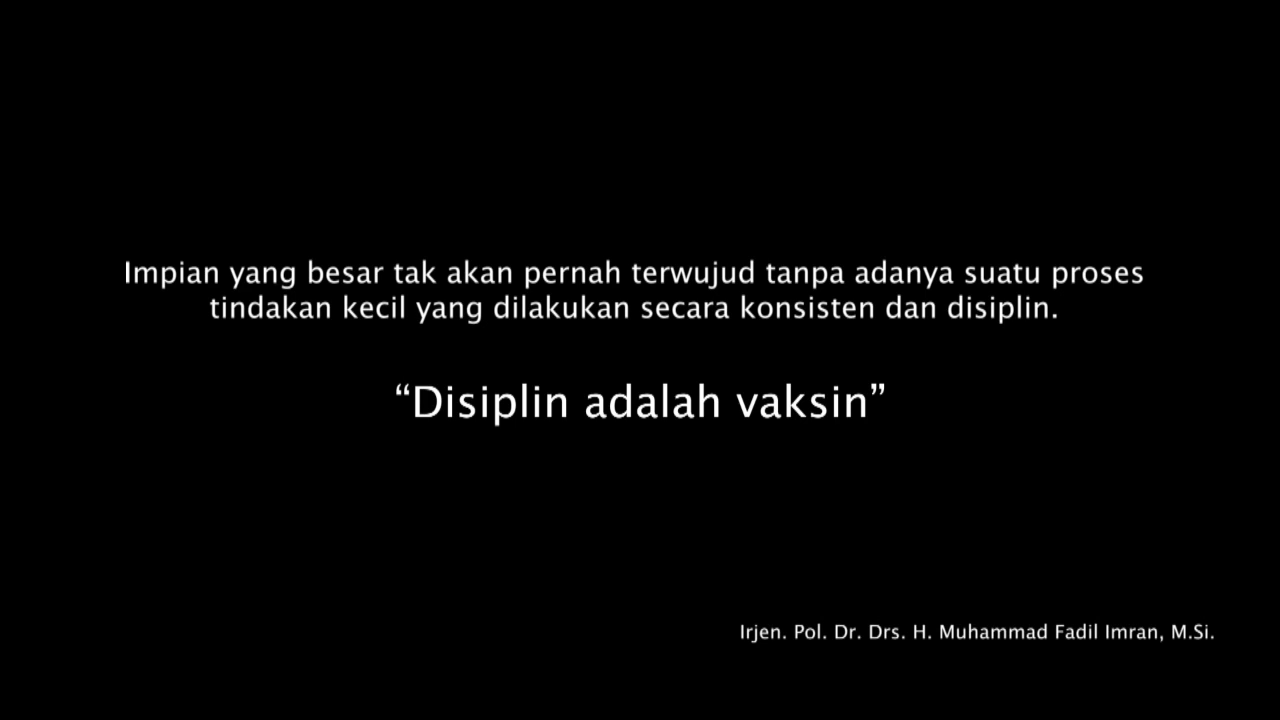 Impian yang besar tak akan pernah terwujud tanpa adanya suatu proses
tindakan kecil yang dilakukan secara konsisten dan disiplin.
“Disiplin adalah vaksin”
Irjen. Pol. Dr. Drs. H. Muhammad Fadil Imran, M.Si.